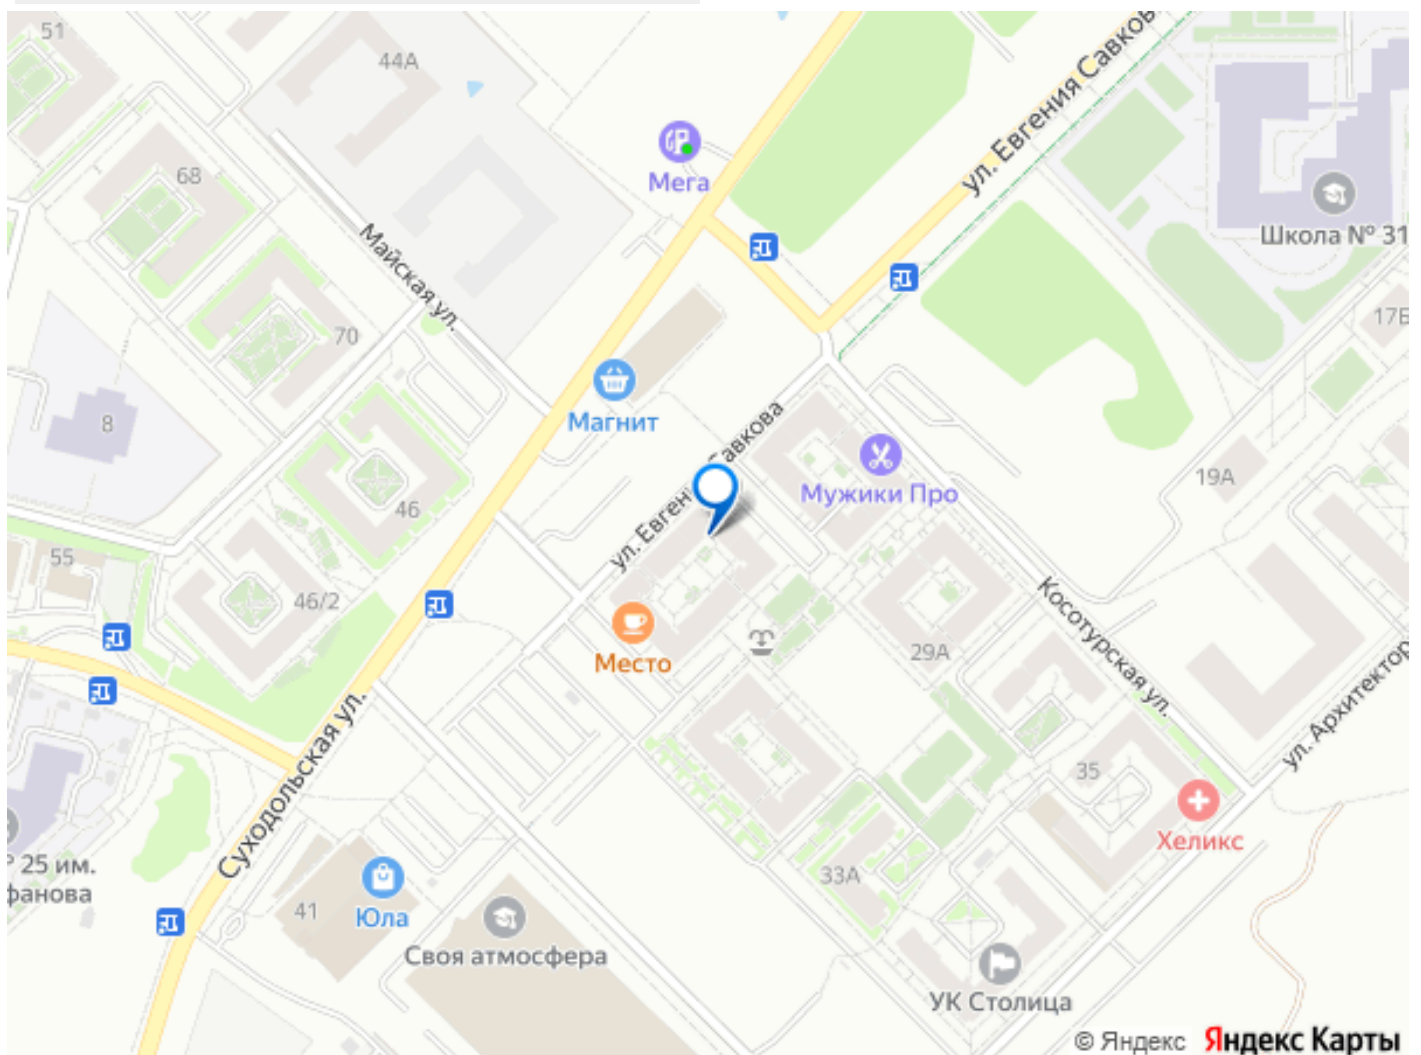 51
44А
ул. Евгения Савков
68
Мега
Школа № 31
Майская ул.
70
17Б
8
Магнит
ул. Евген
Савкова
Мужики Про
46
19А
55
46/2
Место
29А
Косотурская ул.
ул. Архитектор
Суходольская ул.
35
Хеликс
25 им.
фанова
33А
41
Юла
Своя атмосфера
УК Столица
© Яндекс Яндекс Карты